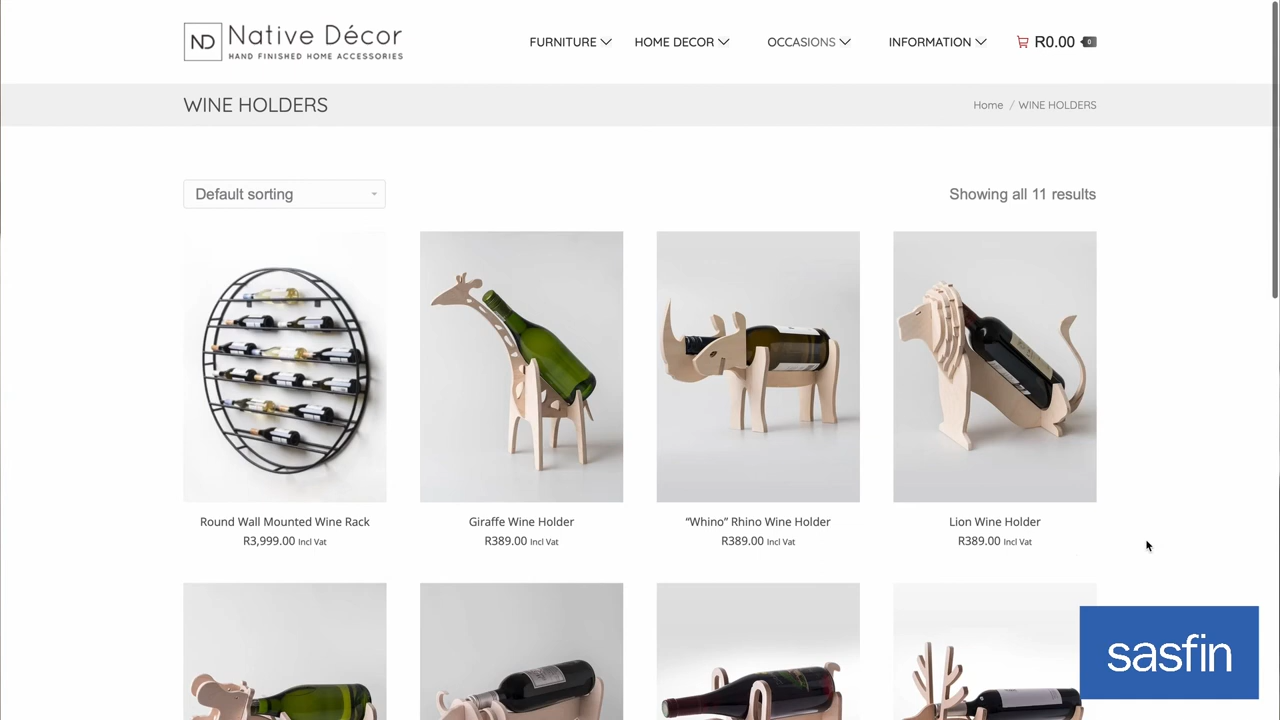 ND Native Décor
HAND FINISHED HOME ACCESSORIES
FURNITURE HOME DECOR OCCASIONS INFORMATION R0.00 0
WINE HOLDERS
Home / WINE HOLDERS
Default sorting
Showing all 11 results
Round Wall Mounted Wine Rack
R3,999.00 Incl Vat
Giraffe Wine Holder
R389.00 Incl Vat
“Whino” Rhino Wine Holder
R389.00 Incl Vat
Lion Wine Holder
R389.00 Incl Vat
sasfin